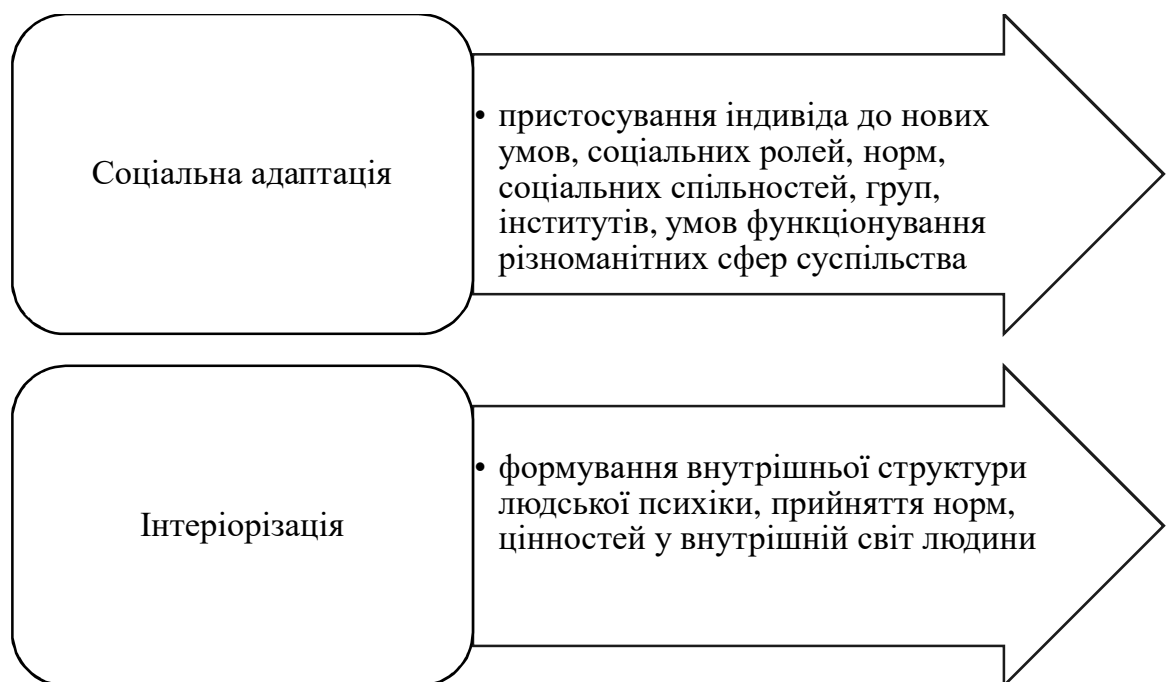 Соціальна адаптація
• пристосування індивіда до нових
умов, соціальних ролей, норм,
соціальних спільностей, груп,
інститутів, умов функціонування
різноманітних сфер суспільства
Інтеріорізація
• формування внутрішньої структури
людської психіки, прийняття норм,
цінностей у внутрішній світ людини